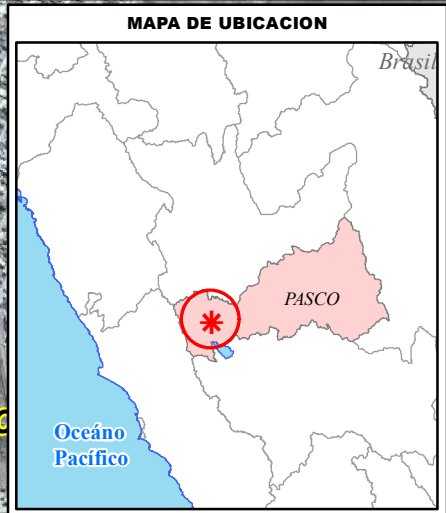 MAPA DE UBICACION
Brasil
PASCO
Oceáno
Pacífico